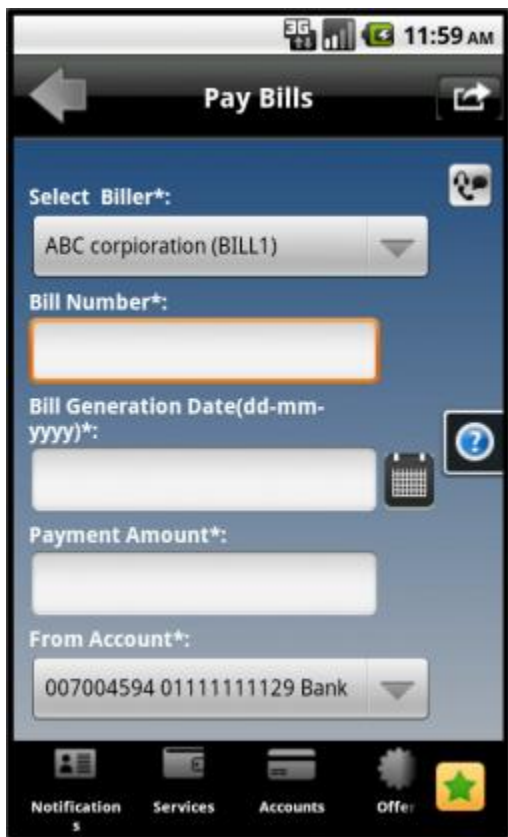 3G
11:59 AM
Pay Bills
Select Biller*:
ABC corpioration (BILL1)
Bill Number*:
Bill Generation Date(dd-mm-
yyyy)*:
Payment Amount*:
From Account*:
007004594 01111111129 Bank
Notification
s
Services
Accounts
Offer